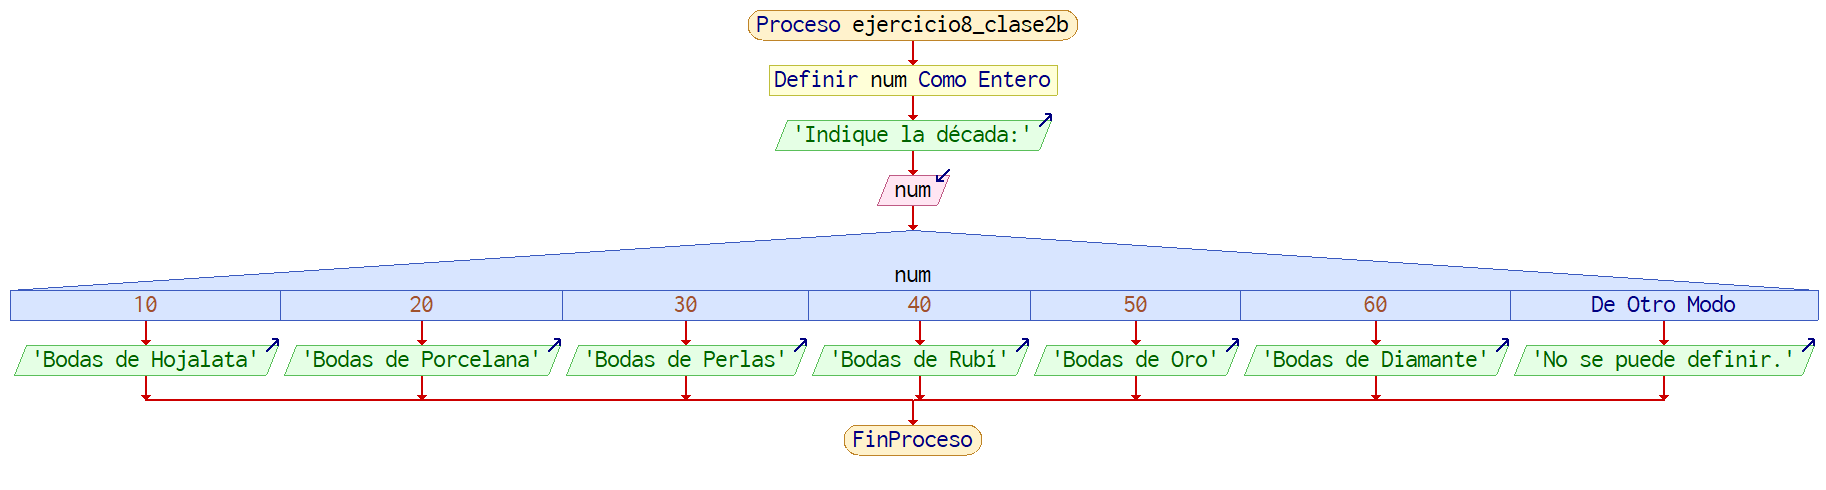 Proceso ejercicio8_clase2b
Definir num Como Entero
'Indique la década:'
num
num
10 20 30 40 50 60 De Otro Modo
'Bodas de Hojalata' 'Bodas de Porcelana' 'Bodas de Perlas' 'Bodas de Rubí' 'Bodas de Oro' 'Bodas de Diamante' 'No se puede definir.'
FinProceso